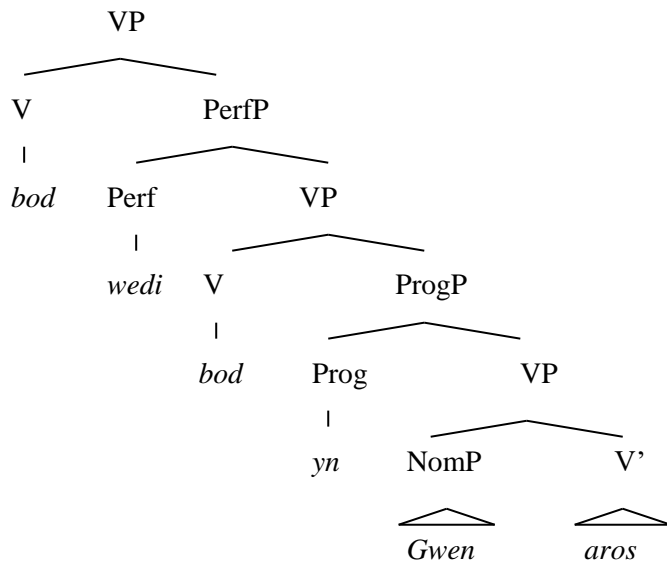 VP
V PerfP
bod Perf VP
wedi V ProgP
bod Prog VP
yn NomP V’
Gwen aros